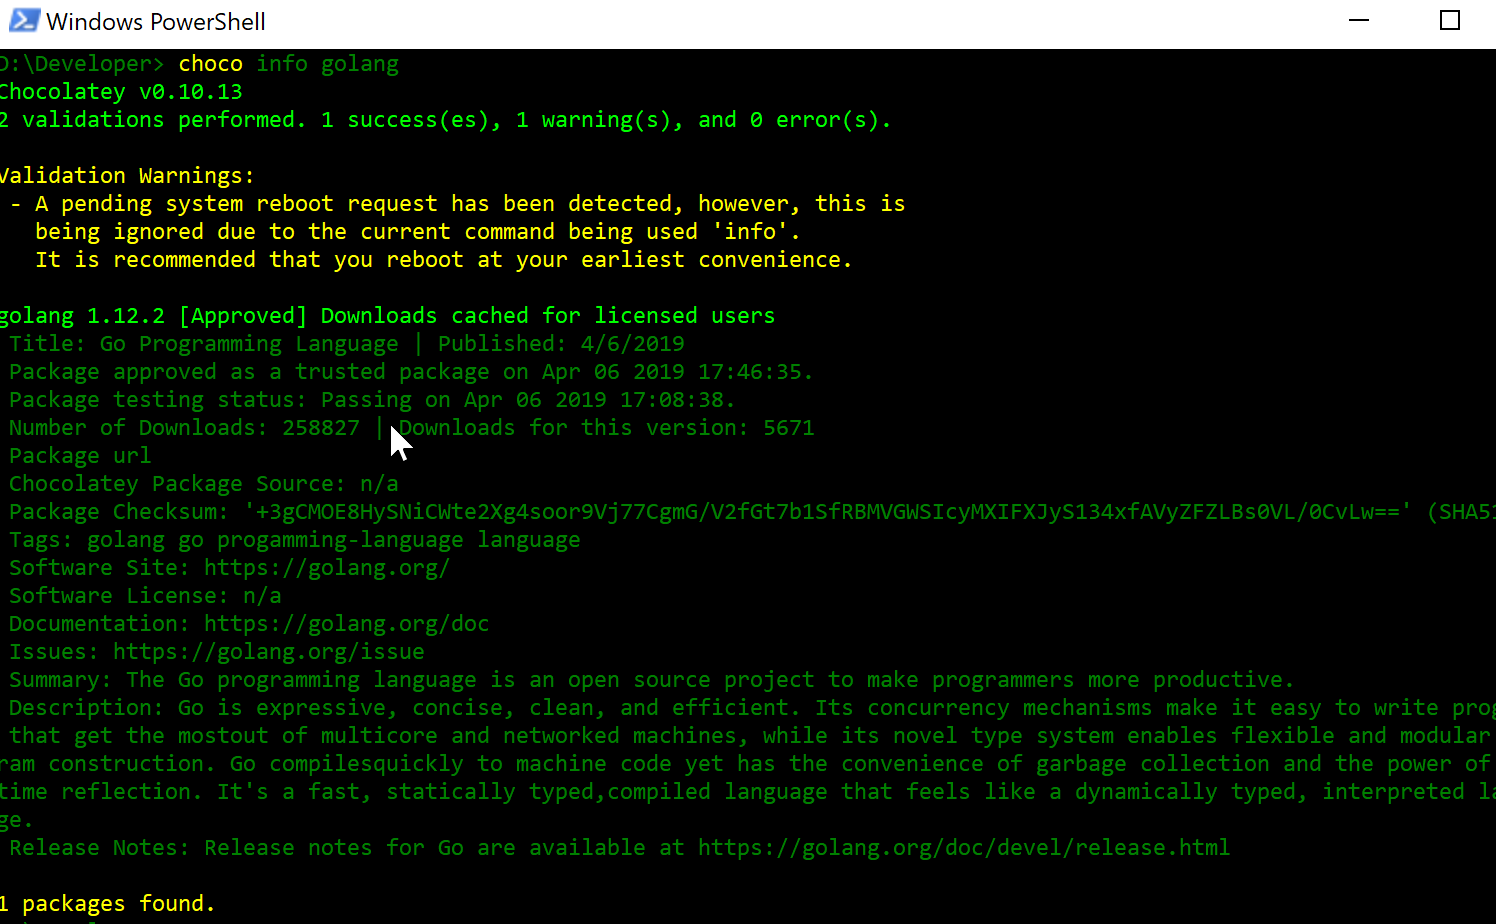 Windows PowerShell
D:\Developer> choco info golang
Chocolatey v0.10.13
2 validations performed. 1 success(es), 1 warning(s), and 0 error(s).
Validation Warnings:
- A pending system reboot request has been detected, however, this is
being ignored due to the current command being used 'info'.
It is recommended that you reboot at your earliest convenience.
golang 1.12.2 [Approved] Downloads cached for licensed users
Title: Go Programming Language | Published: 4/6/2019
Package approved as a trusted package on Apr 06 2019 17:46:35.
Package testing status: Passing on Apr 06 2019 17:08:38.
Number of Downloads: 258827 | Downloads for this version: 5671
Package url
Chocolatey Package Source: n/a
Package Checksum: '+3gCMOE8HySNiCWte2Xg4soor9Vj77CgmG/V2fGt7b1SfRBMVGWSIcyMXIFXJyS134xfAVyZFZLBs0VL/0CvLw==' (SHA51
Tags: golang go progamming-language language
Software Site: https://golang.org/
Software License: n/a
Documentation: https://golang.org/doc
Issues: https://golang.org/issue
Summary: The Go programming language is an open source project to make programmers more productive.
Description: Go is expressive, concise, clean, and efficient. Its concurrency mechanisms make it easy to write prog
that get the mostout of multicore and networked machines, while its novel type system enables flexible and modular
ram construction. Go compilesquickly to machine code yet has the convenience of garbage collection and the power of
time reflection. It's a fast, statically typed,compiled language that feels like a dynamically typed, interpreted la
ge.
Release Notes: Release notes for Go are available at https://golang.org/doc/devel/release.html
1 packages found.